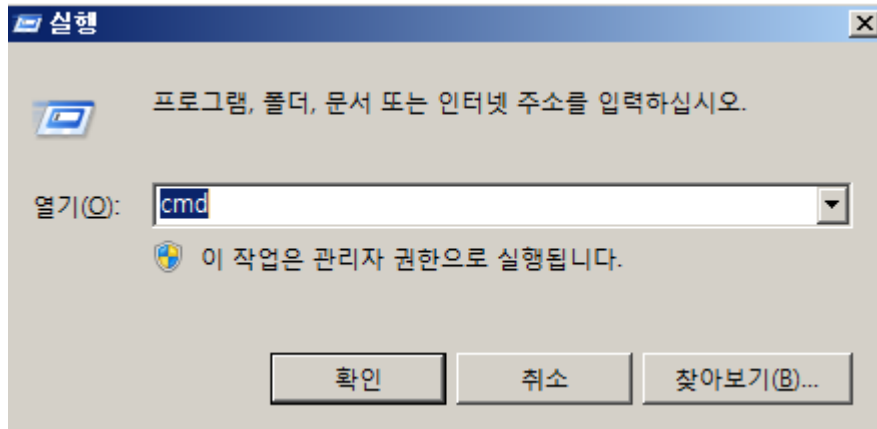 실행
프로그램, 폴더, 문서 또는 인터넷 주소를 입력하십시오.
열기(O): cmd
이 작업은 관리자 권한으로 실행됩니다.
확인 취소 찾아보기(B)...